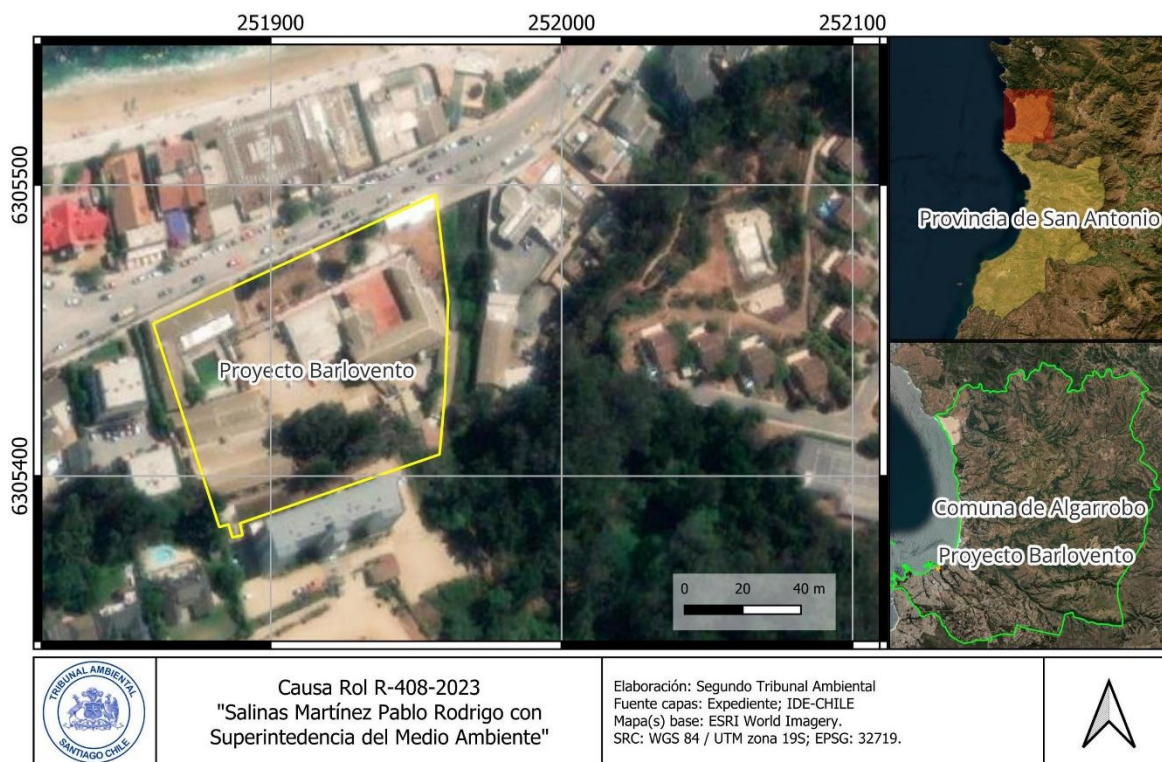 251900
252000
252100
6305500
6305400
Proyecto Barlovento
0 20 40 m
Provincia de San Antonio
Comuna de Algarrobo
Proyecto Barlovento
TRIBUNAL AMBIENTAL
SANTIAGO CHILE
Causa Rol R-408-2023
"Salinas Martínez Pablo Rodrigo con
Superintedencia del Medio Ambiente"
Elaboración: Segundo Tribunal Ambiental
Fuente capas: Expediente; IDE-CHILE
Mapa(s) base: ESRI World Imagery.
SRC: WGS 84 / UTM zona 19S; EPSG: 32719.